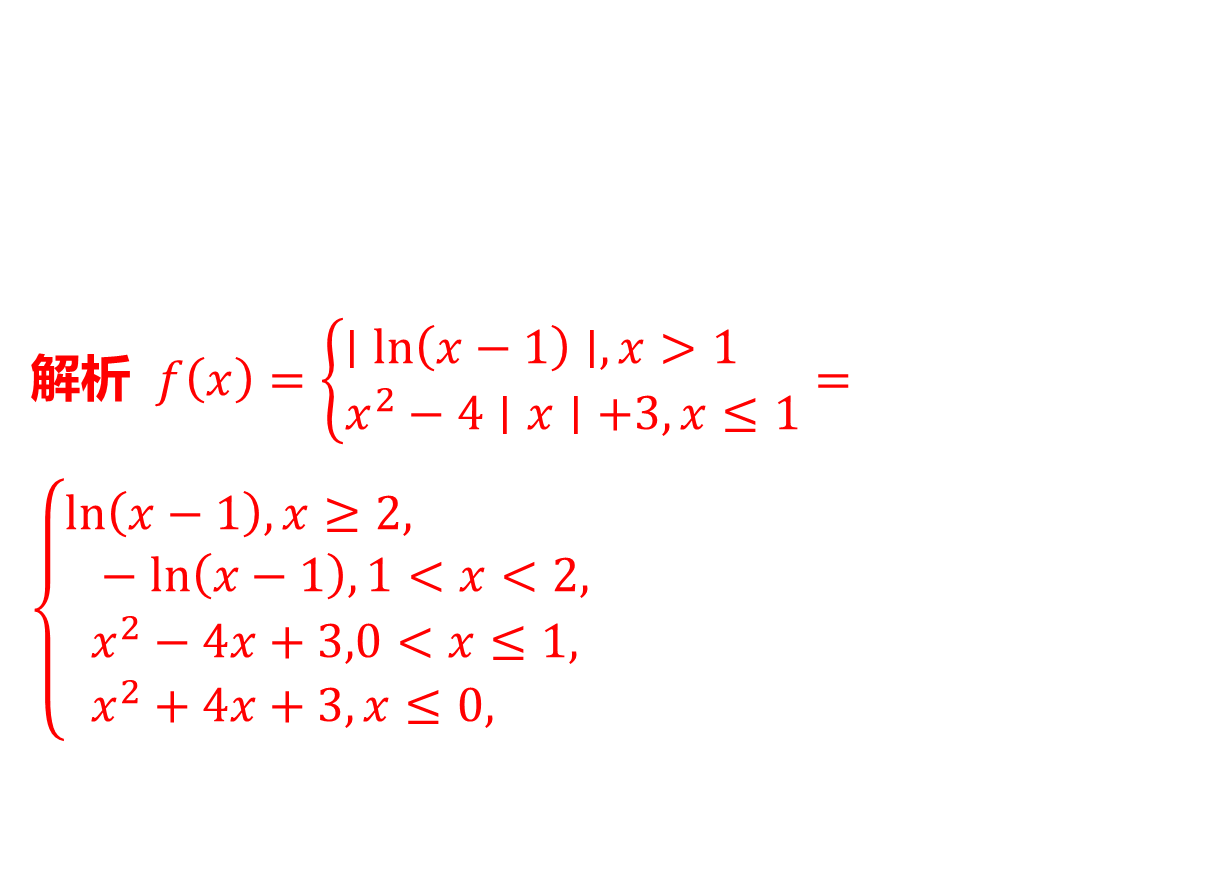 解析 f(x)={|ln(x−1)|,x>1
x²−4|x|+3,x≤1 =
{ln(x−1),x≥2,
−ln(x−1),1<x<2,
x²−4x+3,0<x≤1,
x²+4x+3,x≤0,